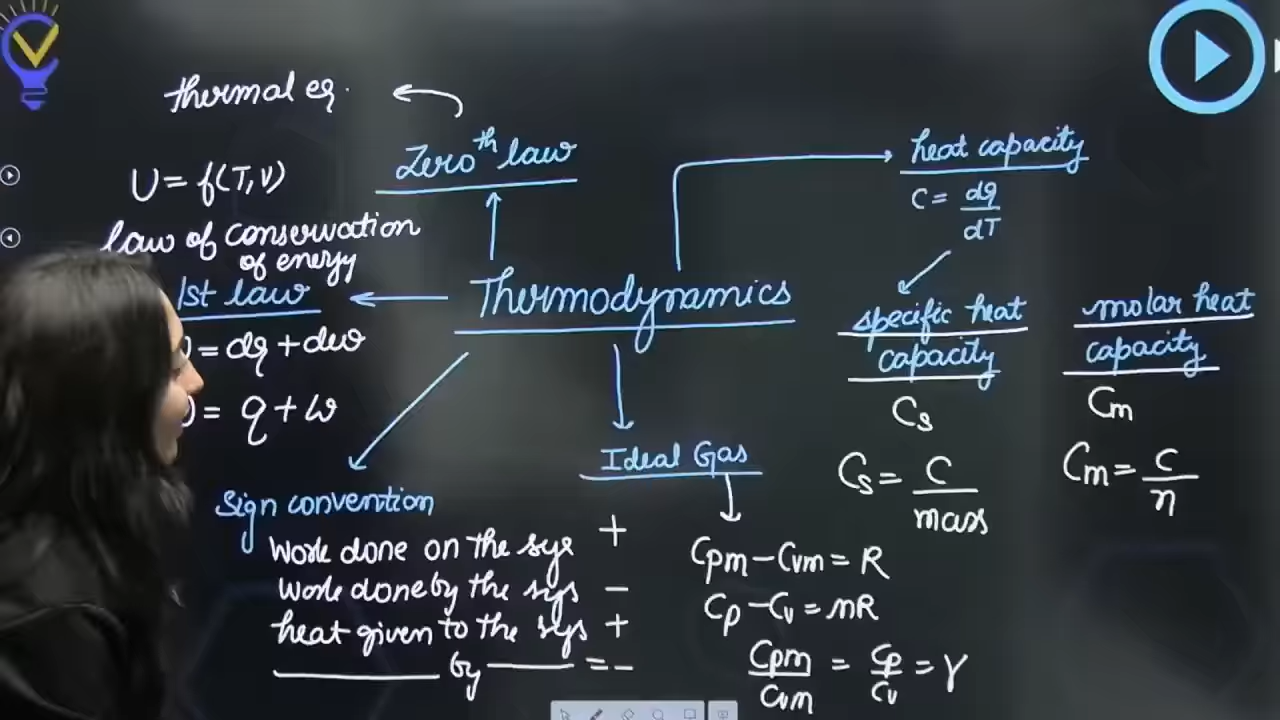 thermal eq.
Zeroth law
U = f(T, V)
law of conservation
of energy
1st law
= dq + dw
= q + w
Thermodynamics
heat capacity
C = dq/dT
specific heat
capacity
Cs
Cs = C/mass
molar heat
capacity
Cm
Cm = C/n
Sign convention
work done on the sys +
work done by the sys –
heat given to the sys +
by = –
Ideal Gas
Cpm – Cvm = R
Cp – Cv = nR
Cpm/Cvm = Cp/Cv = γ